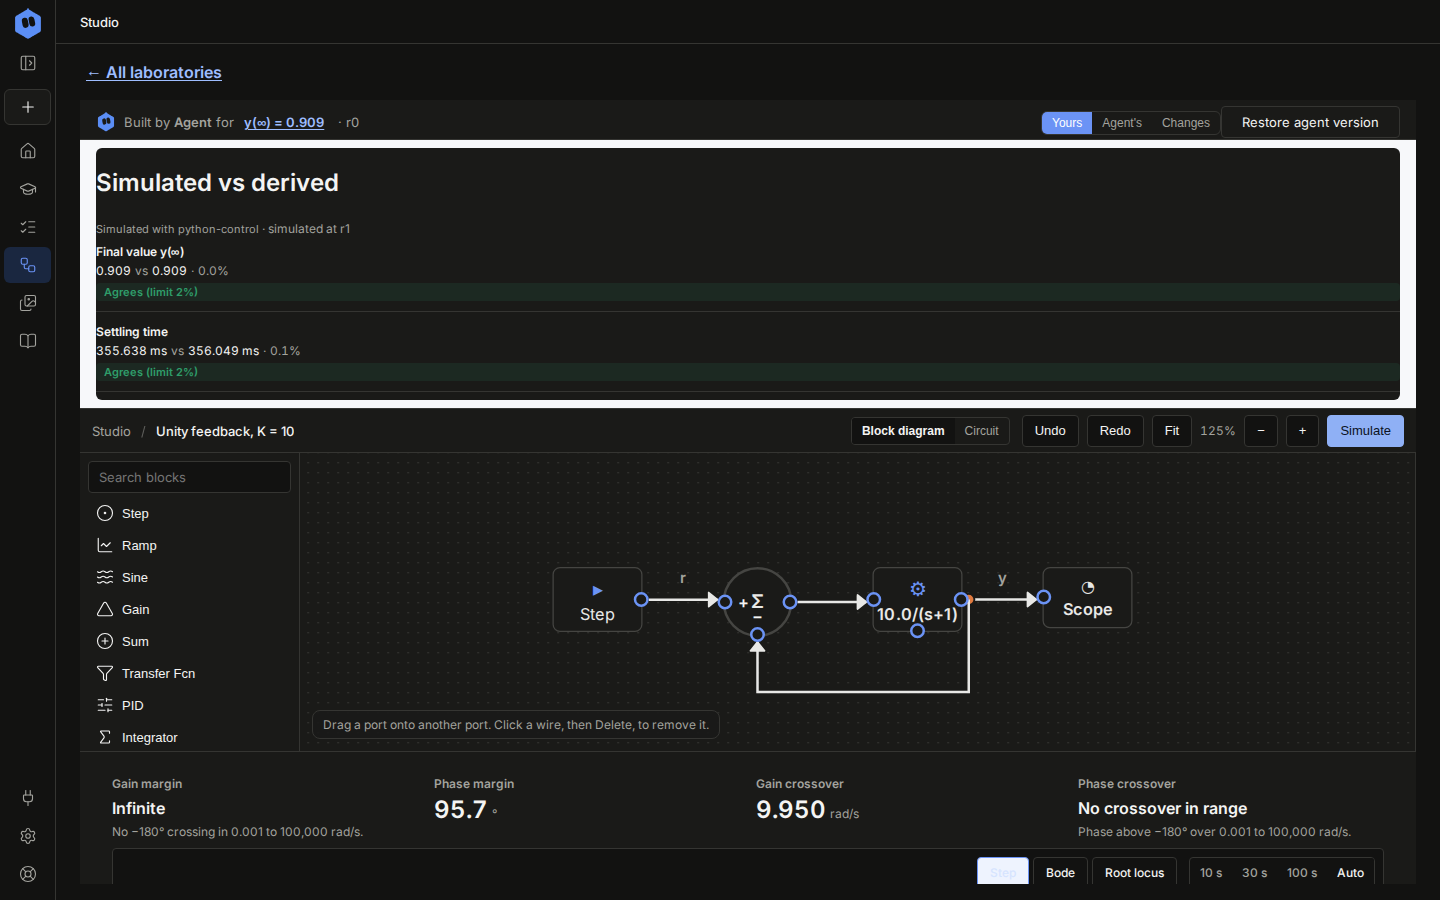 Studio
← All laboratories
Built by Agent for y(∞) = 0.909 · r0
Yours Agent's Changes Restore agent version
Simulated vs derived
Simulated with python-control · simulated at r1
Final value y(∞)
0.909 vs 0.909 · 0.0%
Agrees (limit 2%)
Settling time
355.638 ms vs 356.049 ms · 0.1%
Agrees (limit 2%)
Studio / Unity feedback, K = 10
Block diagram Circuit Undo Redo Fit 125% − + Simulate
Search blocks
Step
Ramp
Sine
Gain
Sum
Transfer Fcn
PID
Integrator
r
y
Step
+ Σ
−
10.0/(s+1)
Scope
Drag a port onto another port. Click a wire, then Delete, to remove it.
Gain margin
Infinite
No −180° crossing in 0.001 to 100,000 rad/s.
Phase margin
95.7 °
Gain crossover
9.950 rad/s
Phase crossover
No crossover in range
Phase above −180° over 0.001 to 100,000 rad/s.
Step Bode Root locus 10 s 30 s 100 s Auto